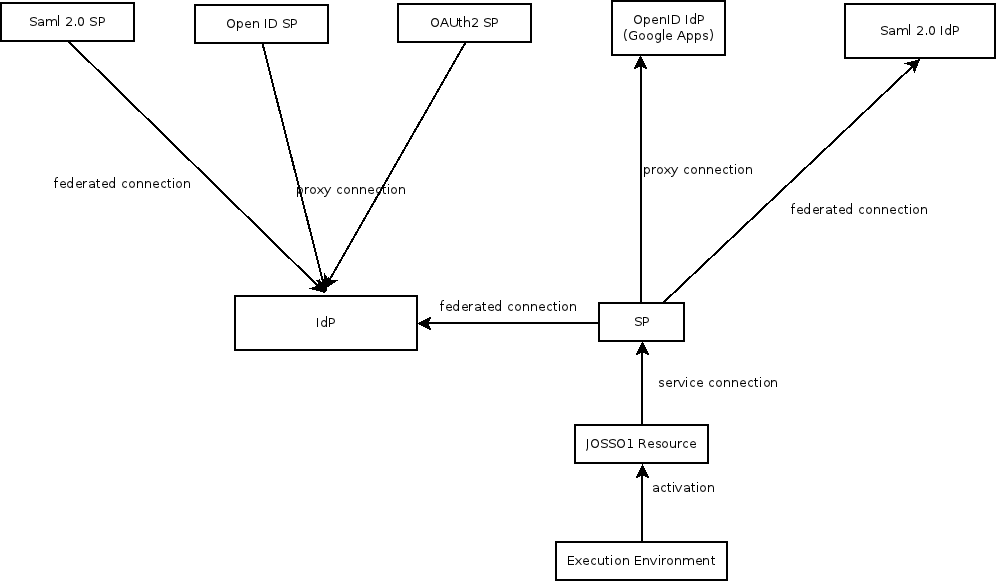 Saml 2.0 SP
Open ID SP
OAUth2 SP
OpenID IdP
(Google Apps)
Saml 2.0 IdP
federated connection
proxy connection
proxy connection
federated connection
IdP
federated connection
SP
service connection
JOSSO1 Resource
activation
Execution Environment